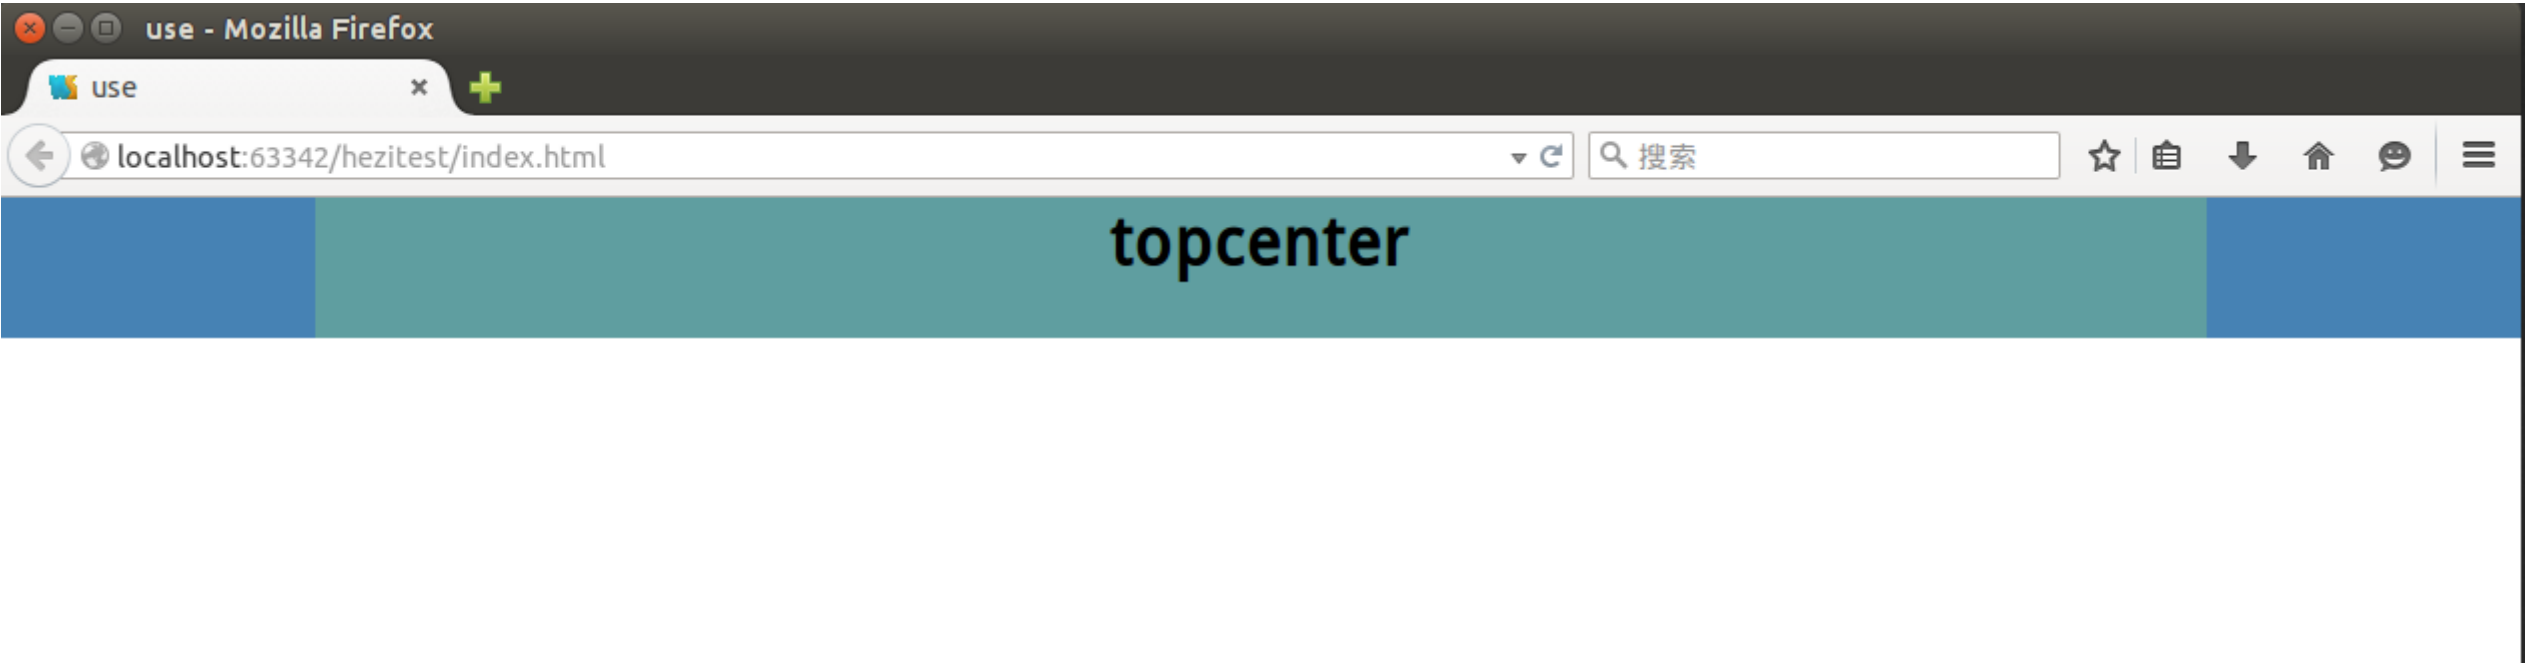 use - Mozilla Firefox
use
localhost:63342/hezitest/index.html
搜索
topcenter